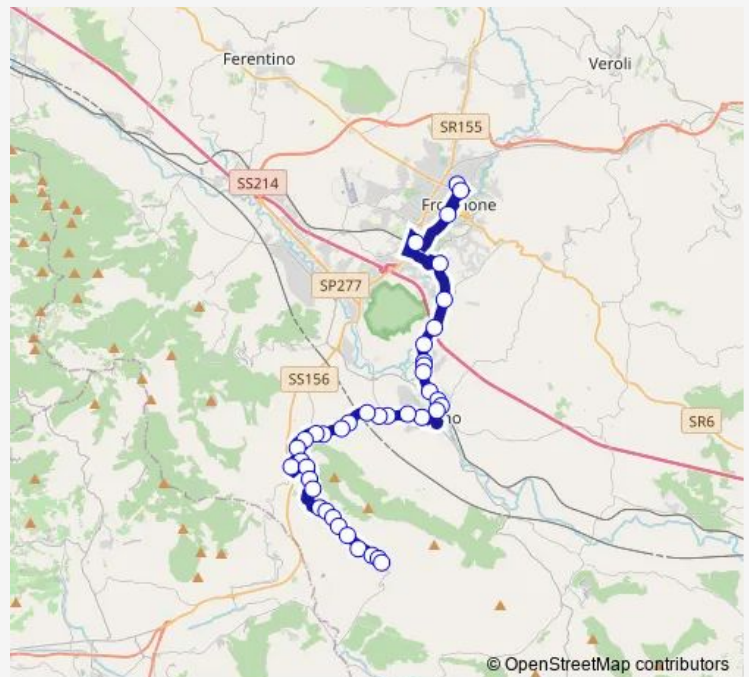 Ferentino
Veroli
SR155
SS214
SP277
SS156
SR6
© OpenStreetMap contributors